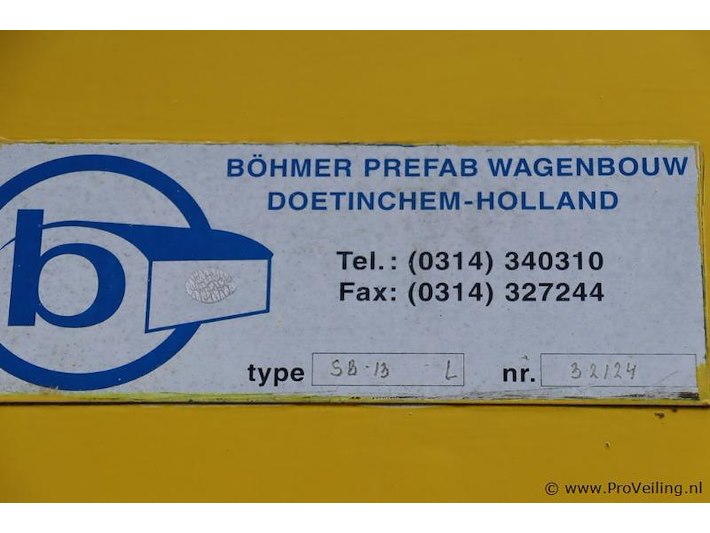 BÖHMER PREFAB WAGENBOUW
DOETINCHEM-HOLLAND
b
Tel.: (0314) 340310
Fax: (0314) 327244
type SB-13 L nr. 32124
© www.ProVeiling.nl